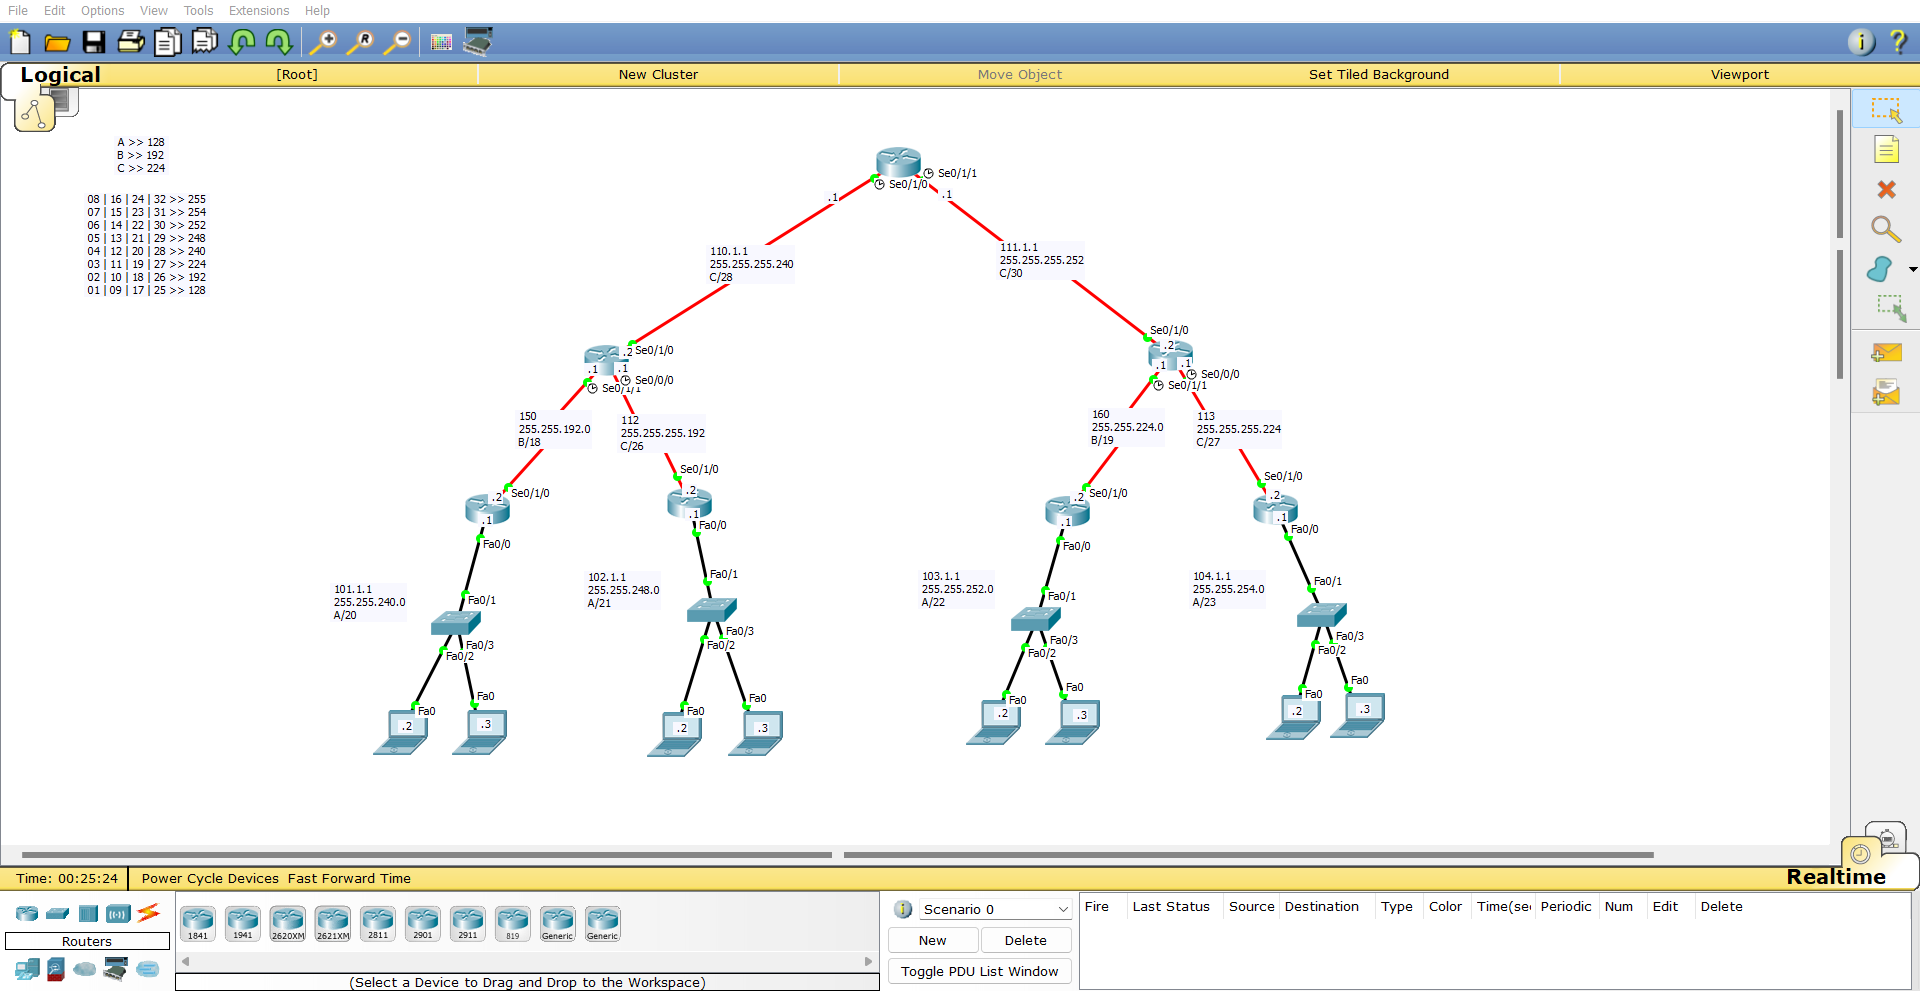 File Edit Options View Tools Extensions Help
Logical [Root] New Cluster Move Object Set Tiled Background Viewport
A >> 128
B >> 192
C >> 224
08 | 16 | 24 | 32 >> 255
07 | 15 | 23 | 31 >> 254
06 | 14 | 22 | 30 >> 252
05 | 13 | 21 | 29 >> 248
04 | 12 | 20 | 28 >> 240
03 | 11 | 19 | 27 >> 224
02 | 10 | 18 | 26 >> 192
01 | 09 | 17 | 25 >> 128
Se0/1/1
Se0/1/0
.1
.1
110.1.1
255.255.255.240
C/28
111.1.1
255.255.255.252
C/30
.2 Se0/1/0
.1 .1
Se0/0/0
Se0/1/1
Se0/1/0
.2
.1 .1
Se0/0/0
Se0/1/1
150
255.255.192.0
B/18
112
255.255.255.192
C/26
160
255.255.224.0
B/19
113
255.255.255.224
C/27
.2 Se0/1/0
.1
Fa0/0
Se0/1/0
.2
.1
Fa0/0
.2 Se0/1/0
.1
Fa0/0
Se0/1/0
.2
.1
Fa0/0
101.1.1
255.255.240.0
A/20
Fa0/1
Fa0/3
Fa0/2
Fa0
Fa0
.2
.3
102.1.1
255.255.248.0
A/21
Fa0/1
Fa0/3
Fa0/2
Fa0
Fa0
.2
.3
103.1.1
255.255.252.0
A/22
Fa0/1
Fa0/3
Fa0/2
Fa0
Fa0
.2
.3
104.1.1
255.255.254.0
A/23
Fa0/1
Fa0/3
Fa0/2
Fa0
Fa0
.2
.3
Time: 00:25:24 Power Cycle Devices Fast Forward Time Realtime
Routers
1841 1941 2620XM 2621XM 2811 2901 2911 819 Generic Generic
(Select a Device to Drag and Drop to the Workspace)
Scenario 0
New Delete
Toggle PDU List Window
Fire Last Status Source Destination Type Color Time(se Periodic Num Edit Delete